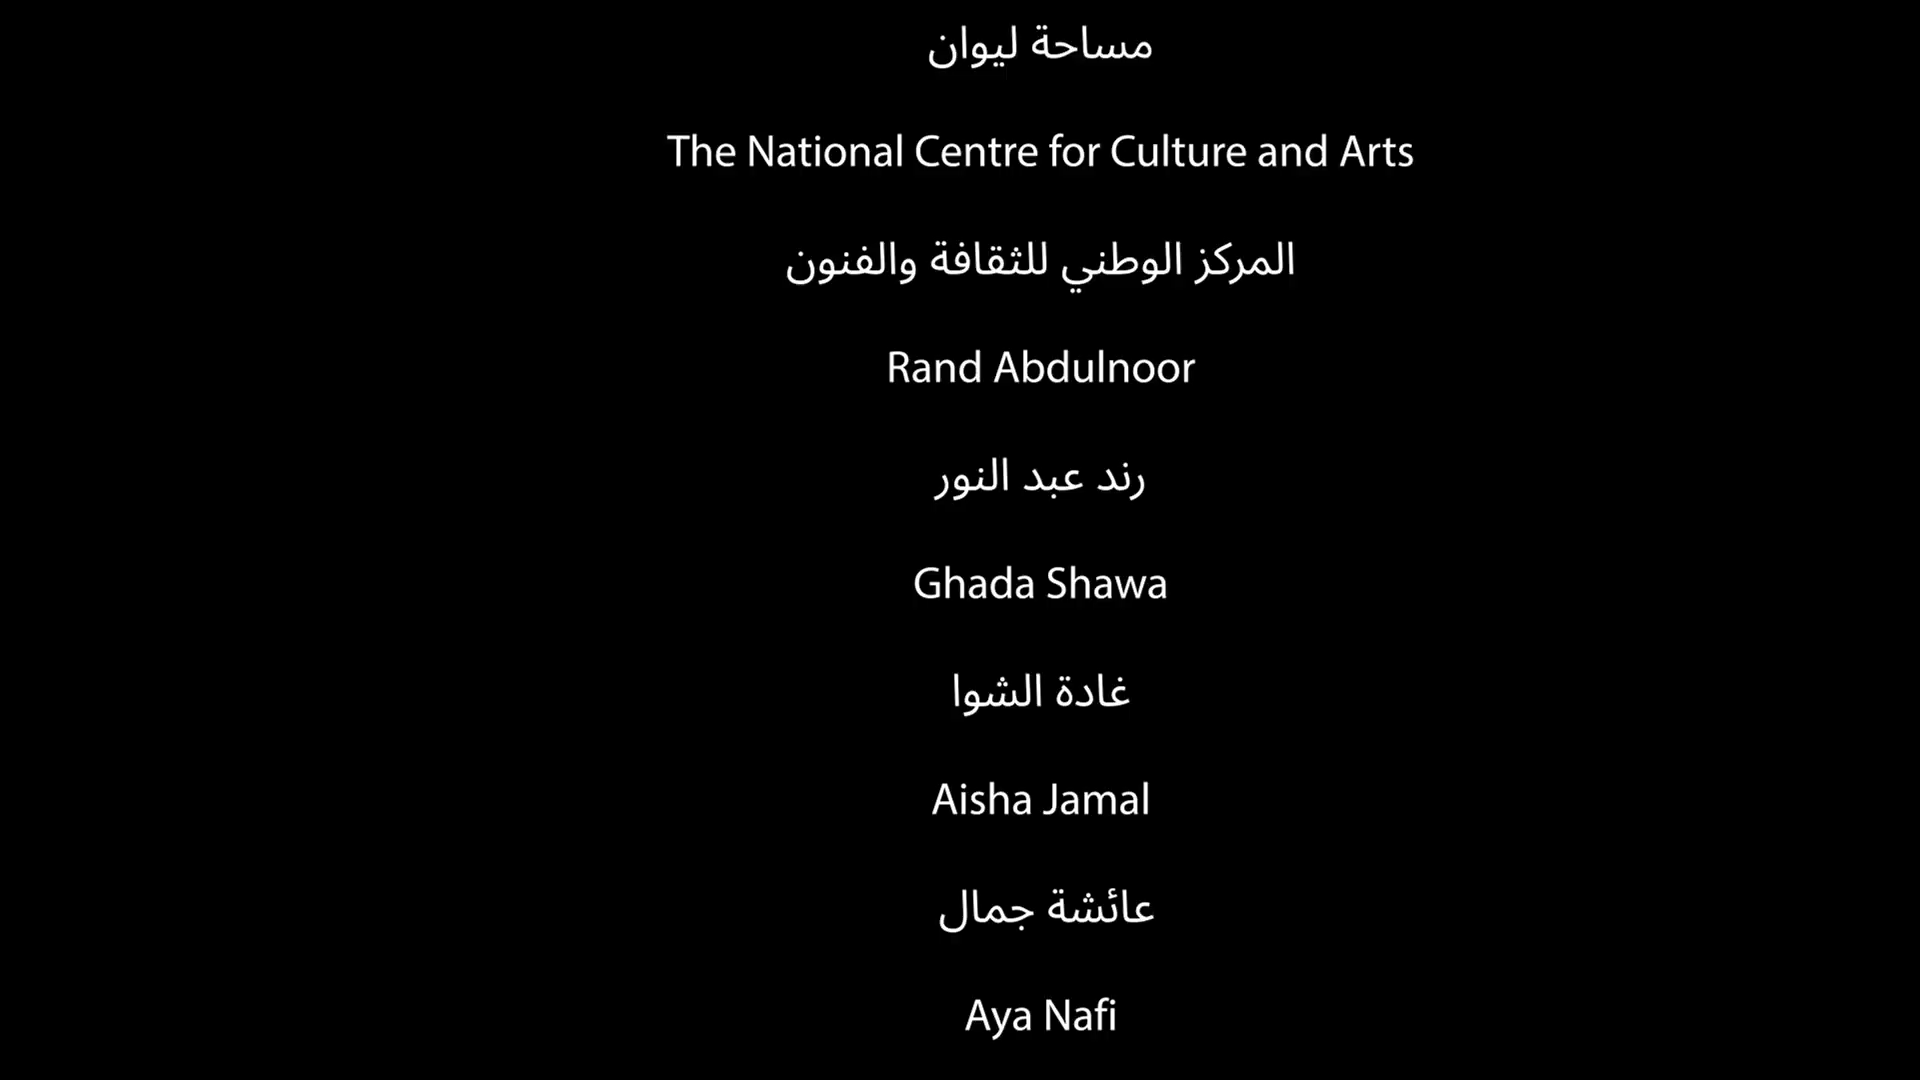 مساحة ليوان
The National Centre for Culture and Arts
المركز الوطني للثقافة والفنون
Rand Abdulnoor
رند عبد النور
Ghada Shawa
غادة الشوا
Aisha Jamal
عائشة جمال
Aya Nafi